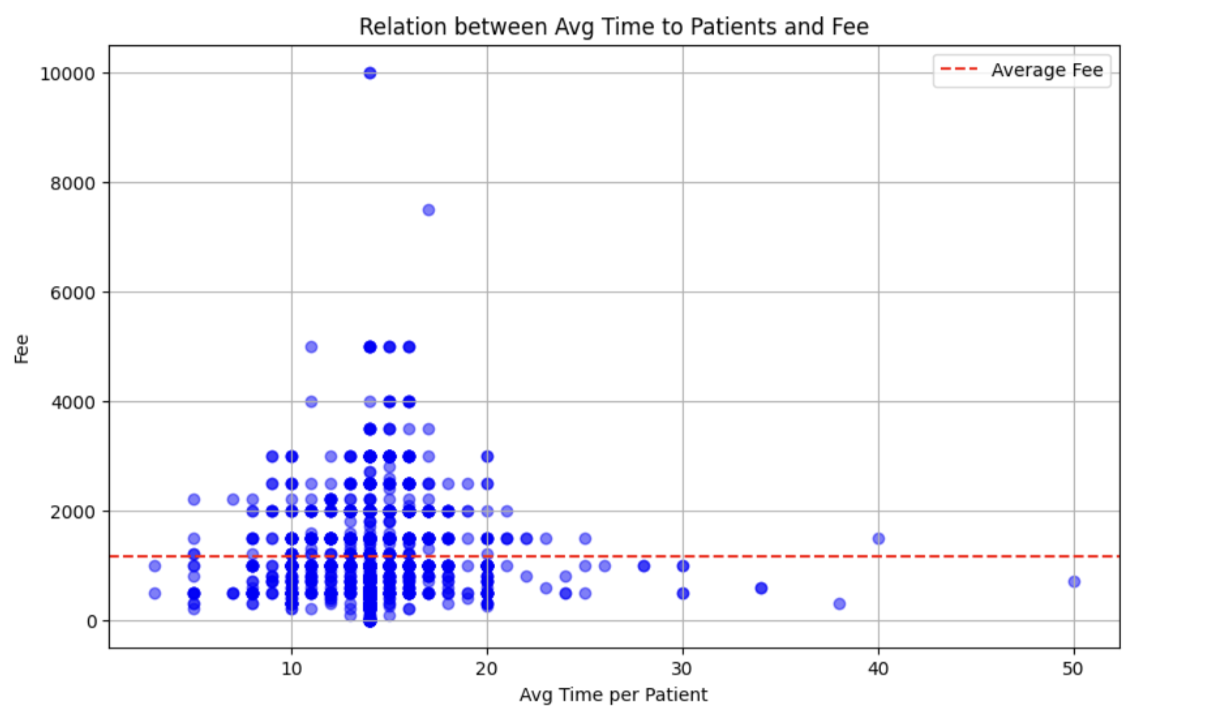 Relation between Avg Time to Patients and Fee
Average Fee
10000
8000
6000
4000
2000
0
Fee
10 20 30 40 50
Avg Time per Patient